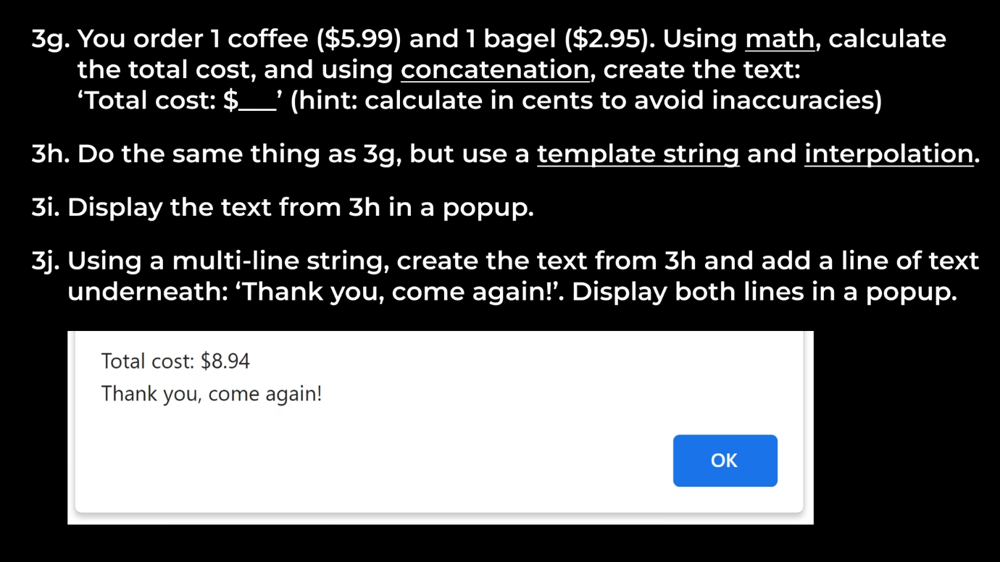 3g. You order 1 coffee ($5.99) and 1 bagel ($2.95). Using math, calculate
the total cost, and using concatenation, create the text:
‘Total cost: $___’ (hint: calculate in cents to avoid inaccuracies)
3h. Do the same thing as 3g, but use a template string and interpolation.
3i. Display the text from 3h in a popup.
3j. Using a multi-line string, create the text from 3h and add a line of text
underneath: ‘Thank you, come again!’. Display both lines in a popup.
Total cost: $8.94
Thank you, come again!
OK